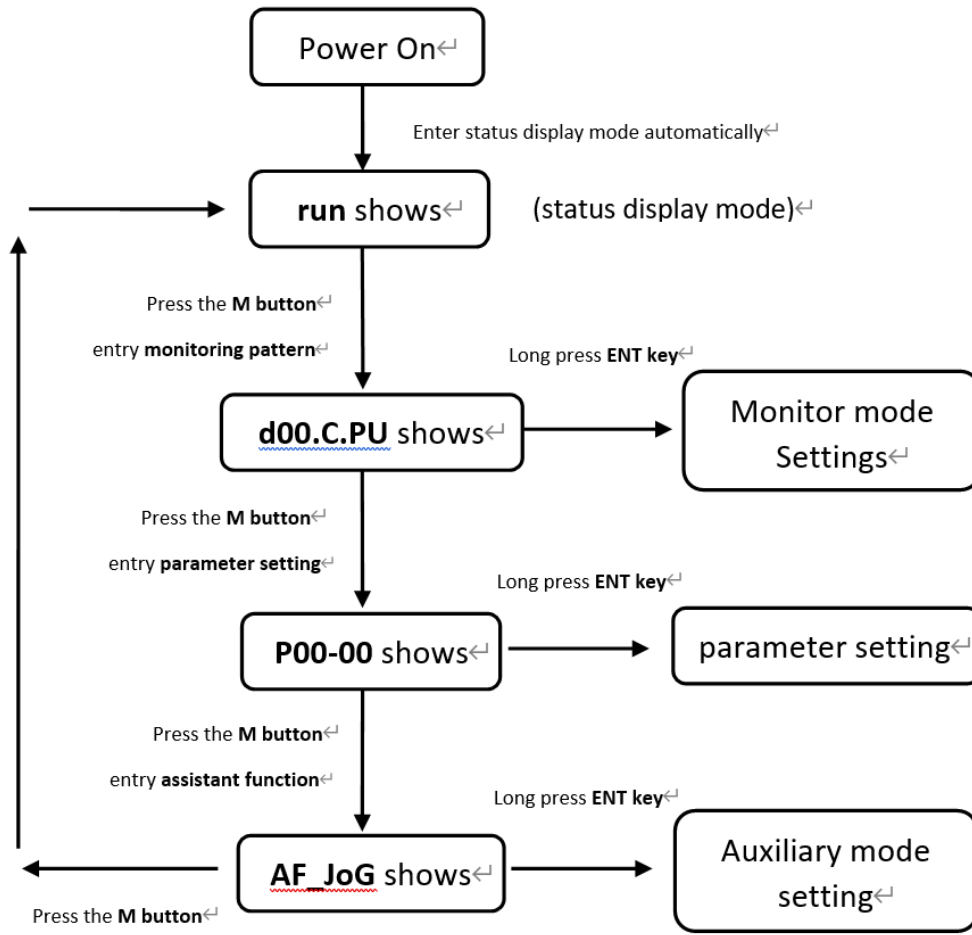 Power On
Enter status display mode automatically
run shows
(status display mode)
Press the M button
entry monitoring pattern
Long press ENT key
d00.C.PU shows
Monitor mode
Settings
Press the M button
entry parameter setting
Long press ENT key
P00-00 shows
parameter setting
Press the M button
entry assistant function
Long press ENT key
AF_JoG shows
Auxiliary mode
setting
Press the M button